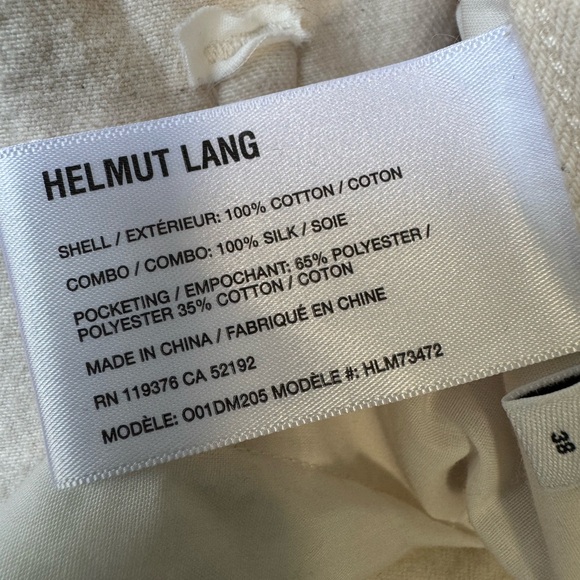 HELMUT LANG
SHELL / EXTÉRIEUR: 100% COTTON / COTON
COMBO / COMBO: 100% SILK / SOIE
POCKETING / EMPOCHANT: 65% POLYESTER /
POLYESTER 35% COTTON / COTON
MADE IN CHINA / FABRIQUÉ EN CHINE
RN 119376 CA 52192
MODÈLE: O01DM205 MODÈLE #: HLM73472
38